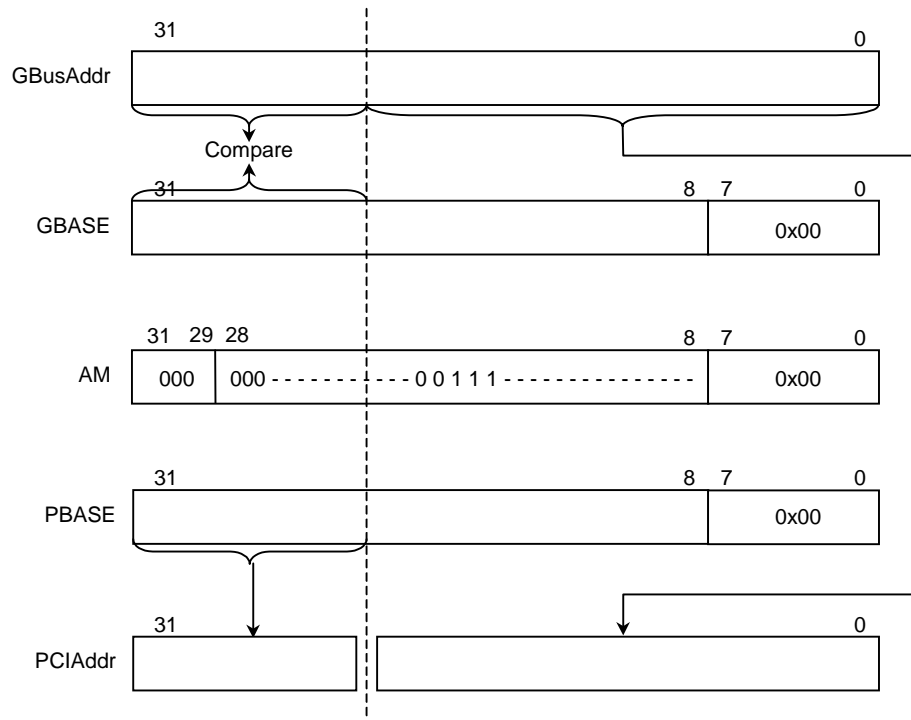 31
0
GBusAddr
Compare
31 8 7 0
GBASE 0x00
31 29 28 8 7 0
AM 000 000 - - - - - - - - - - - 0 0 1 1 1 - - - - - - - - - - - - - - - 0x00
31 8 7 0
PBASE 0x00
31 0
PCIAddr